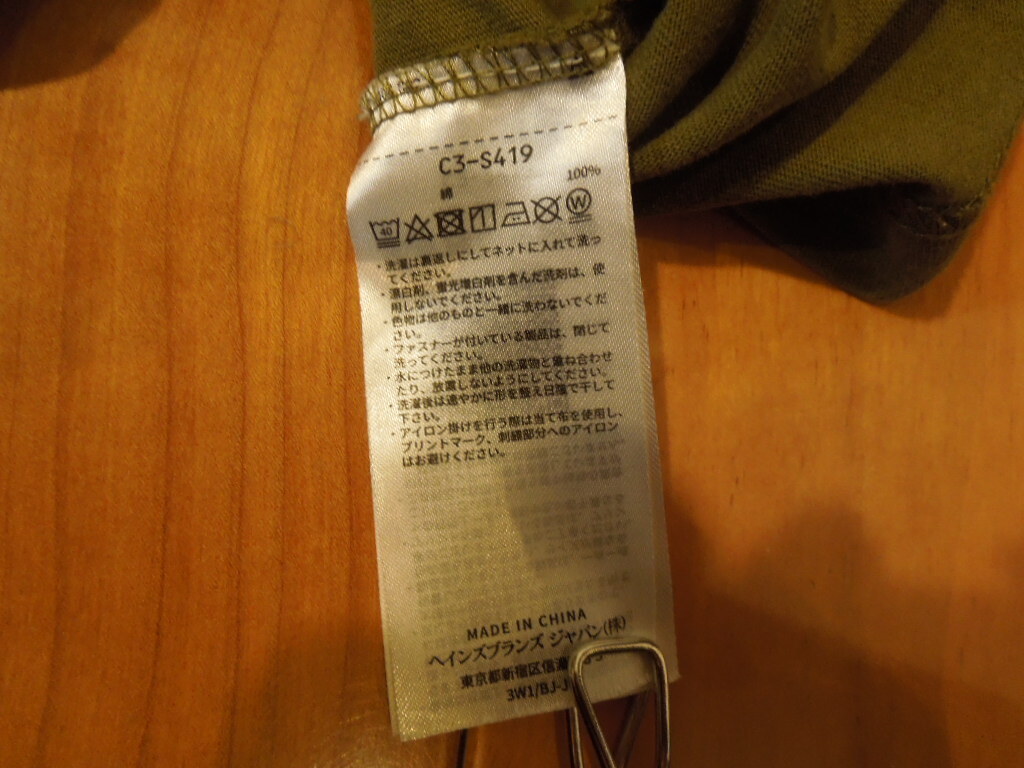 C3-S419
綿 100%
40 W
・洗濯は裏返しにしてネットに入れて洗っ
てください。
・漂白剤、蛍光増白剤を含んだ洗剤は、使
用しないでください。
・色物は他のものと一緒に洗わないでくだ
さい。
・ファスナーが付いている製品は、閉じて
洗ってください。
・水につけたまま他の洗濯物と重ね合わせ
たり、放置しないようにしてください。
・洗濯後は速やかに形を整え日陰で干して
下さい。
・アイロン掛けを行う際は当て布を使用し、
プリントマーク、刺繍部分へのアイロン
はお避けください。
MADE IN CHINA
ヘインズブランズ ジャパン(株)
東京都新宿区信濃
3W1/BJ-J